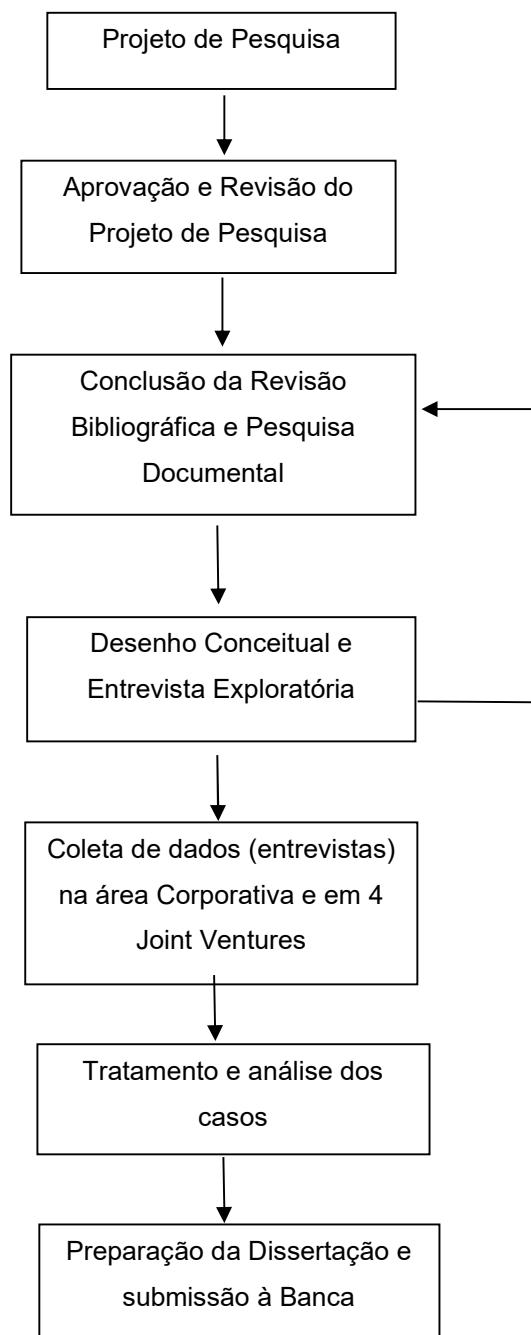 Projeto de Pesquisa
Aprovação e Revisão do
Projeto de Pesquisa
Conclusão da Revisão
Bibliográfica e Pesquisa
Documental
Desenho Conceitual e
Entrevista Exploratória
Coleta de dados (entrevistas)
na área Corporativa e em 4
Joint Ventures
Tratamento e análise dos
casos
Preparação da Dissertação e
submissão à Banca